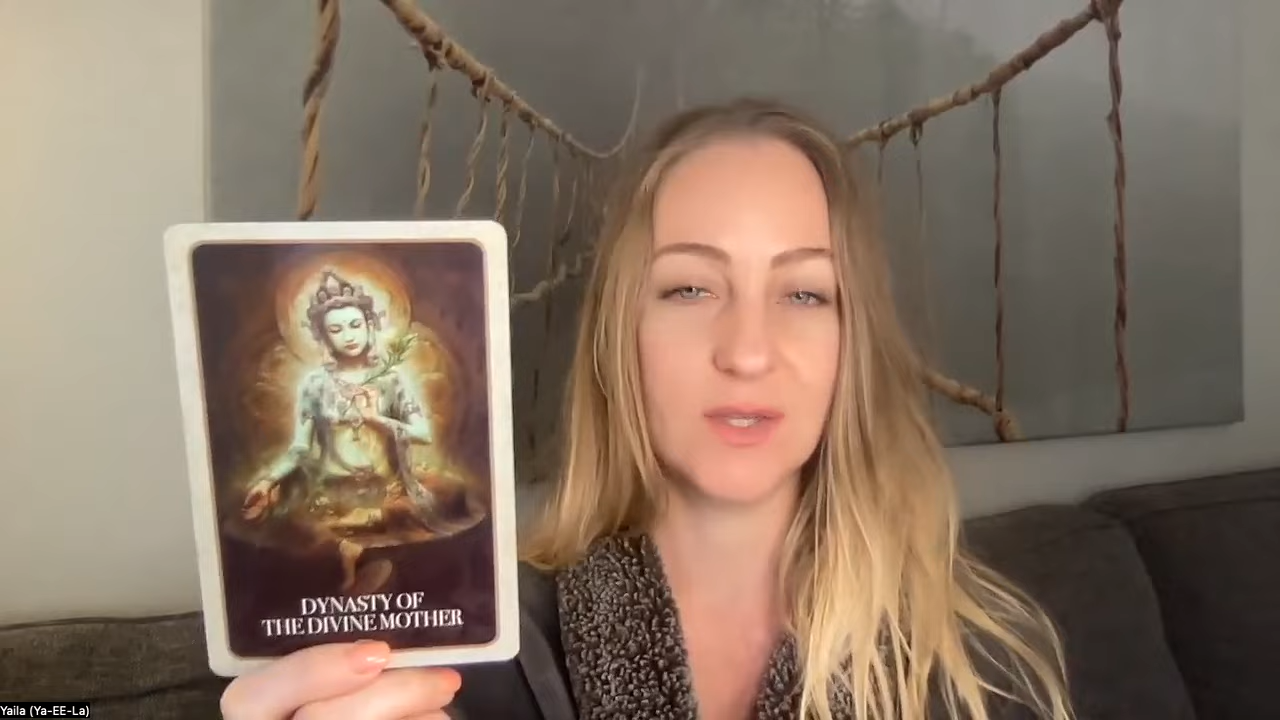 DYNASTY OF
THE DIVINE MOTHER
Yaila (Ya-EE-La)